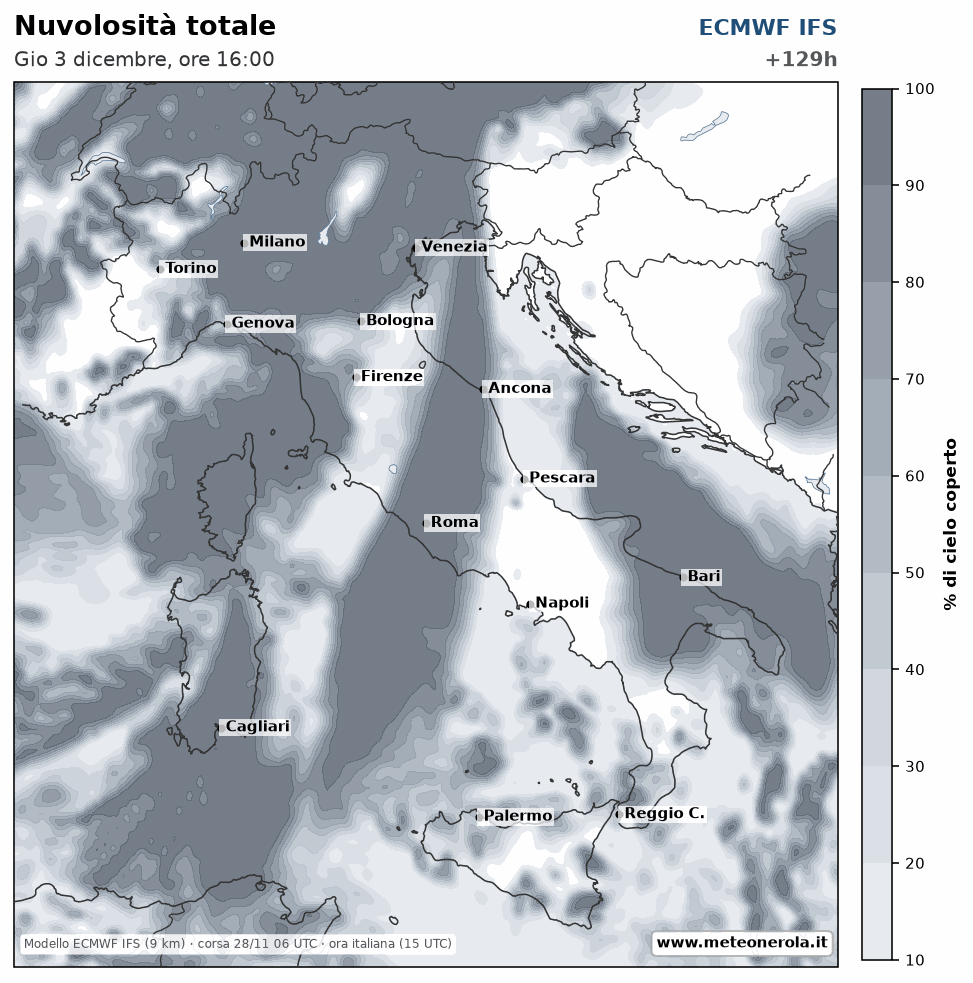 Nuvolosità totale
ECMWF IFS
Gio 3 dicembre, ore 16:00
+129h
Milano
Venezia
Torino
Genova
Bologna
Firenze
Ancona
Pescara
Roma
Bari
Napoli
Cagliari
Palermo
Reggio C.
100
90
80
70
60
50
40
30
20
10
% di cielo coperto
Modello ECMWF IFS (9 km) · corsa 28/11 06 UTC · ora italiana (15 UTC)
www.meteonerola.it